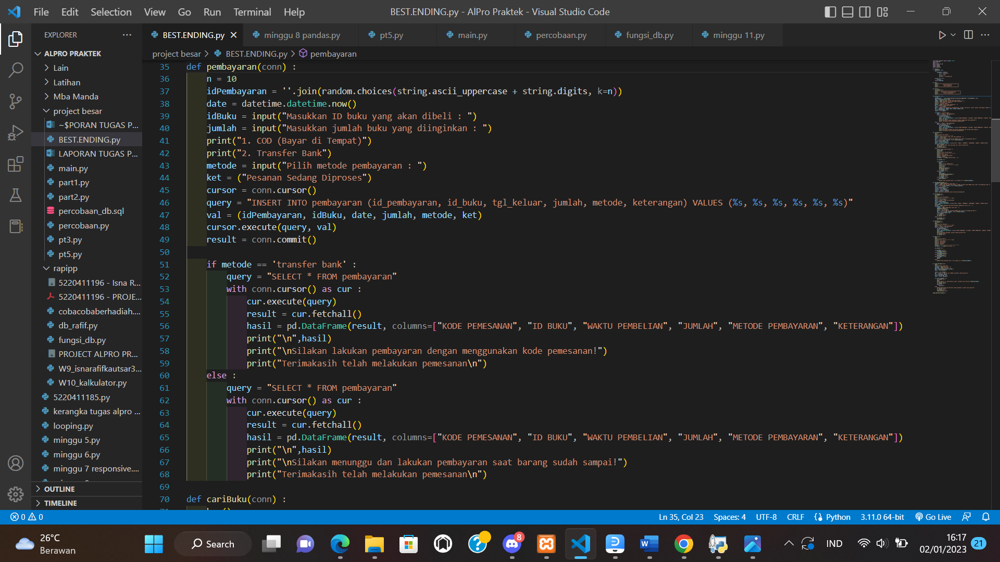 File Edit Selection View Go Run Terminal Help
BEST.ENDING.py - AlPro Praktek - Visual Studio Code
EXPLORER
ALPRO PRAKTEK
Lain
Latihan
Mba Manda
project besar
~$PORAN TUGAS P...
BEST.ENDING.py
LAPORAN TUGAS P...
main.py
part1.py
part2.py
percobaan_db.sql
percobaan.py
pt3.py
pt5.py
rapipp
5220411196 - Isna R...
5220411196 - PROJE...
cobacobaberhadiah....
db_rafif.py
fungsi_db.py
PROJECT ALPRO PR...
W9_isnarafifkautsar3...
W10_kalkulator.py
5220411185.py
kerangka tugas alpro ...
looping.py
minggu 5.py
minggu 6.py
minggu 7 responsive....
OUTLINE
TIMELINE
BEST.ENDING.py minggu 8 pandas.py pt5.py main.py percobaan.py fungsi_db.py minggu 11.py
project besar > BEST.ENDING.py > pembayaran
35 def pembayaran(conn) :
36 n = 10
37 idPembayaran = ''.join(random.choices(string.ascii_uppercase + string.digits, k=n))
38 date = datetime.datetime.now()
39 idBuku = input("Masukkan ID buku yang akan dibeli : ")
40 jumlah = input("Masukkan jumlah buku yang diinginkan : ")
41 print("1. COD (Bayar di Tempat)")
42 print("2. Transfer Bank")
43 metode = input("Pilih metode pembayaran : ")
44 ket = ("Pesanan Sedang Diproses")
45 cursor = conn.cursor()
46 query = "INSERT INTO pembayaran (id_pembayaran, id_buku, tgl_keluar, jumlah, metode, keterangan) VALUES (%s, %s, %s, %s, %s, %s)"
47 val = (idPembayaran, idBuku, date, jumlah, metode, ket)
48 cursor.execute(query, val)
49 result = conn.commit()
50
51 if metode == 'transfer bank' :
52 query = "SELECT * FROM pembayaran"
53 with conn.cursor() as cur :
54 cur.execute(query)
55 result = cur.fetchall()
56 hasil = pd.DataFrame(result, columns=["KODE PEMESANAN", "ID BUKU", "WAKTU PEMBELIAN", "JUMLAH", "METODE PEMBAYARAN", "KETERANGAN"])
57 print("\n",hasil)
58 print("\nSilakan lakukan pembayaran dengan menggunakan kode pemesanan!")
59 print("Terimakasih telah melakukan pemesanan\n")
60 else :
61 query = "SELECT * FROM pembayaran"
62 with conn.cursor() as cur :
63 cur.execute(query)
64 result = cur.fetchall()
65 hasil = pd.DataFrame(result, columns=["KODE PEMESANAN", "ID BUKU", "WAKTU PEMBELIAN", "JUMLAH", "METODE PEMBAYARAN", "KETERANGAN"])
66 print("\n",hasil)
67 print("\nSilakan menunggu dan lakukan pembayaran saat barang sudah sampai!")
68 print("Terimakasih telah melakukan pemesanan\n")
69
70 def cariBuku(conn) :
0 0
Ln 35, Col 23 Spaces: 4 UTF-8 CRLF Python 3.11.0 64-bit Go Live
26°C
Berawan
Search
8
IND
16:17
02/01/2023
21